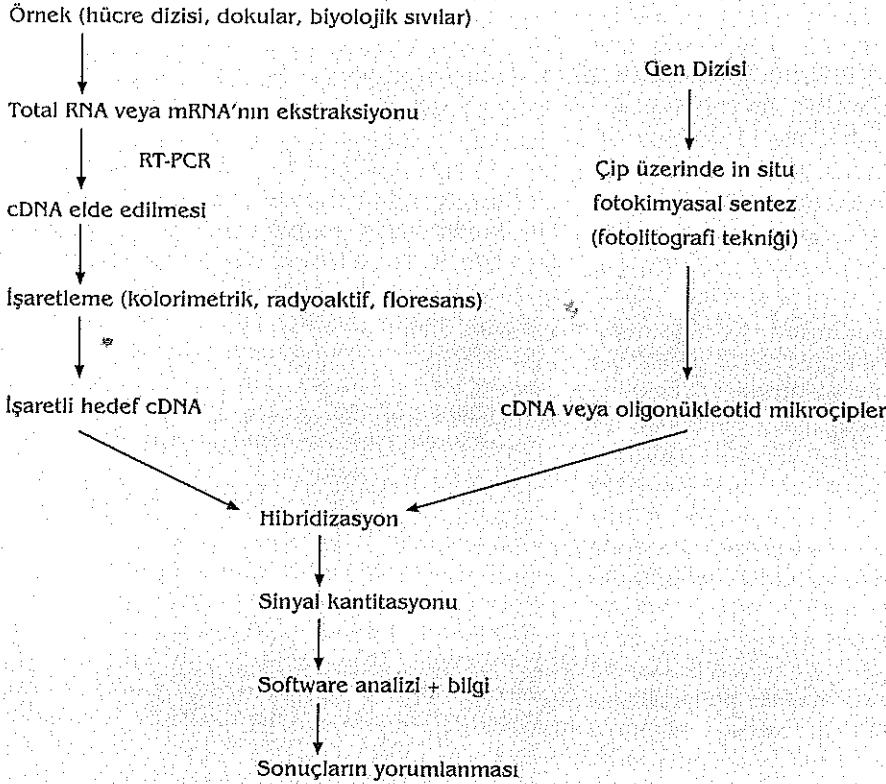 Örnek (hücre dizisi, dokular, biyolojik sıvılar)
Total RNA veya mRNA'nın ekstraksiyonu
RT-PCR
cDNA elde edilmesi
İşaretleme (kolorimetrik, radyoaktif, floresans)
İşaretli hedef cDNA
Gen Dizisi
Çip üzerinde in situ
fotokimyasal sentez
(fotolitografi tekniği)
cDNA veya oligonükleotid mikroçipler
Hibridizasyon
Sinyal kantitasyonu
Software analizi + bilgi
Sonuçların yorumlanması